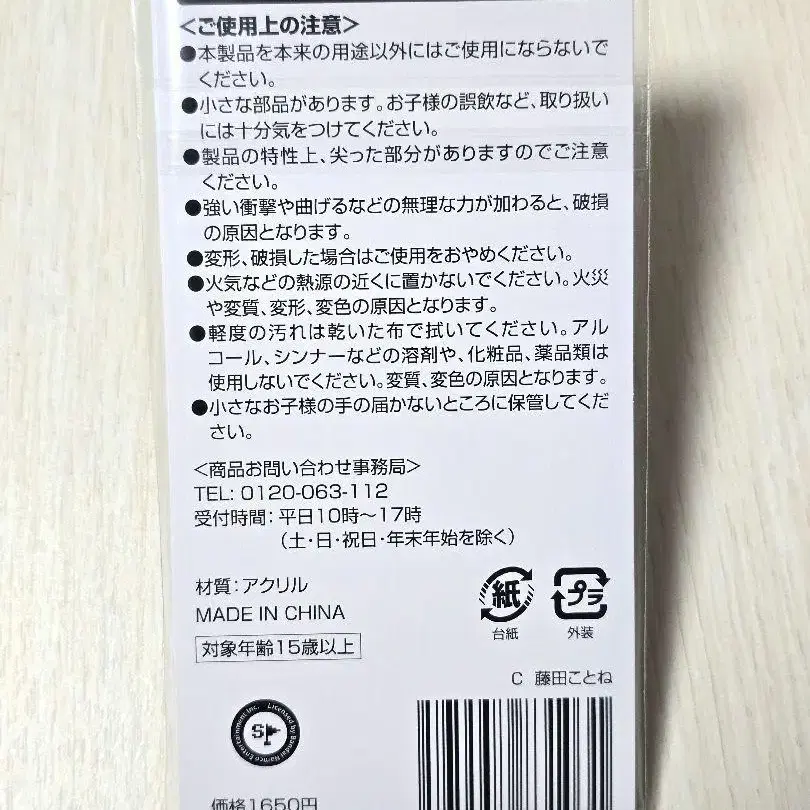 <ご使用上の注意>
●本製品を本来の用途以外にはご使用にならないで
ください。
●小さな部品があります。お子様の誤飲など、取り扱い
には十分気をつけてください。
●製品の特性上、尖った部分がありますのでご注意
ください。
●強い衝撃や曲げるなどの無理な力が加わると、破損
の原因となります。
●変形、破損した場合はご使用をおやめください。
●火気などの熱源の近くに置かないでください。火災
や変質、変形、変色の原因となります。
●軽度の汚れは乾いた布で拭いてください。アル
コール、シンナーなどの溶剤や、化粧品、薬品類は
使用しないでください。変質、変色の原因となります。
●小さなお子様の手の届かないところに保管してくだ
さい。
<商品お問い合わせ事務局>
TEL: 0120-063-112
受付時間：平日10時～17時
（土・日・祝日・年末年始を除く）
材質：アクリル
MADE IN CHINA
対象年齢15歳以上
紙
台紙
プラ
外装
C 藤田ことね
Licensed by Bandai Namco Entertainment Inc.
SP
価格1650円